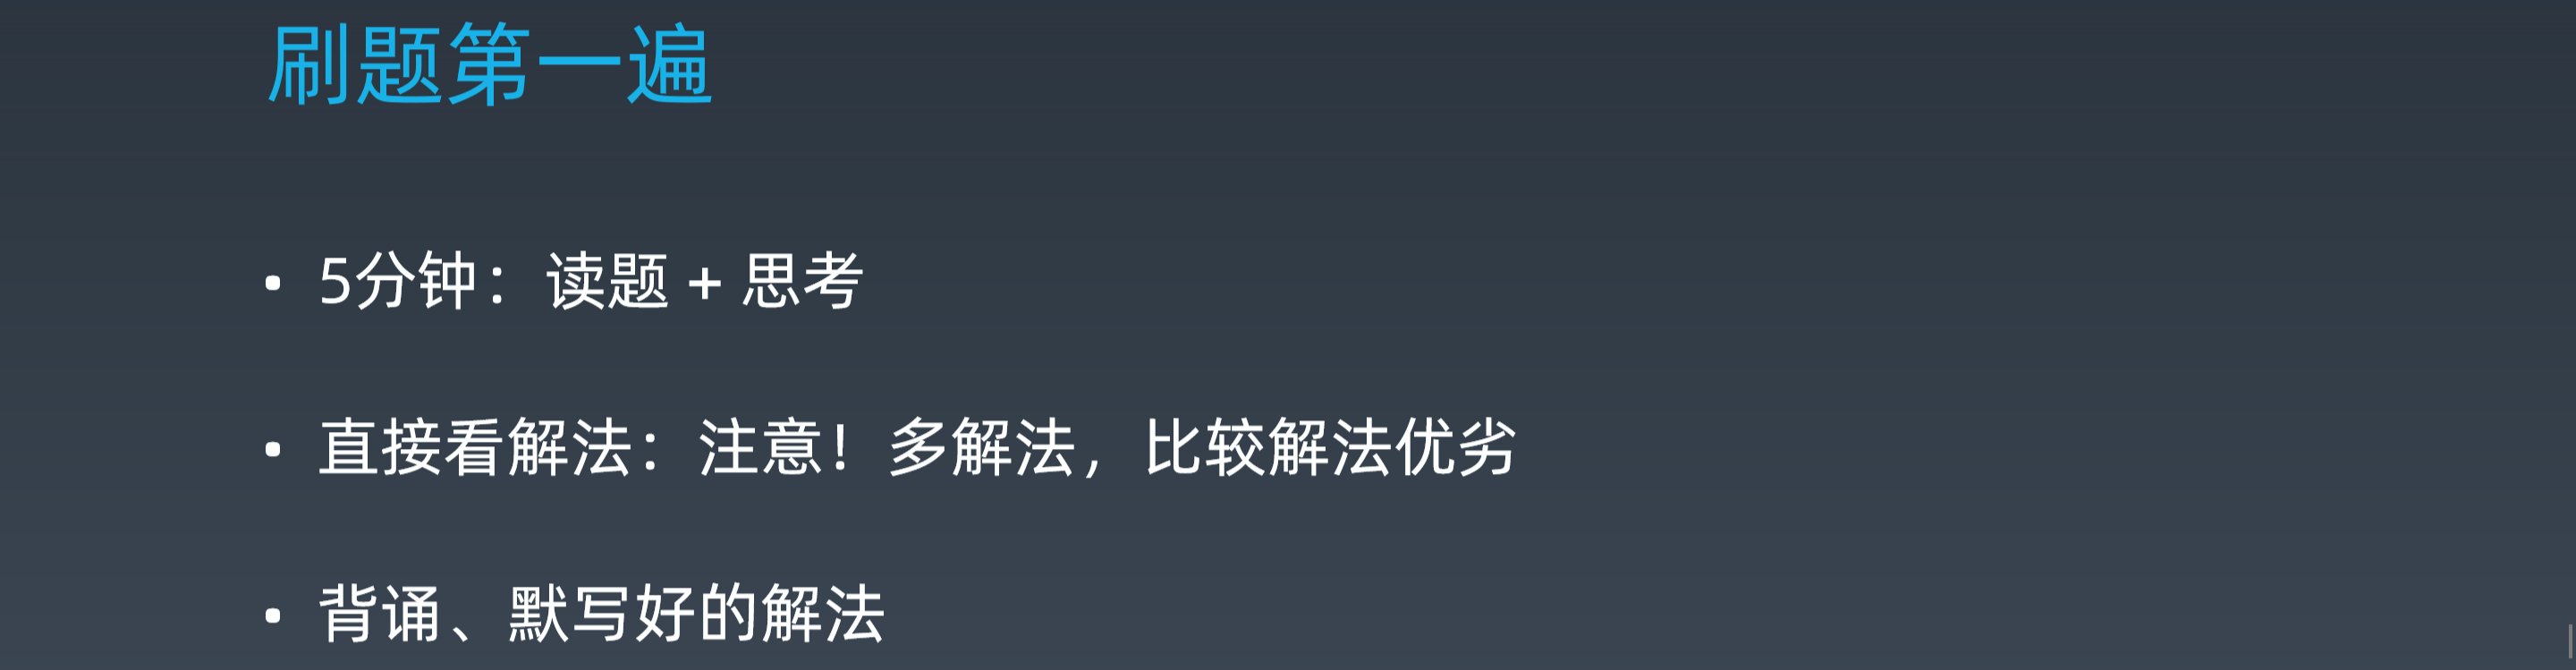 刷题第一遍
• 5分钟：读题 + 思考
• 直接看解法：注意！多解法，比较解法优劣
• 背诵、默写好的解法